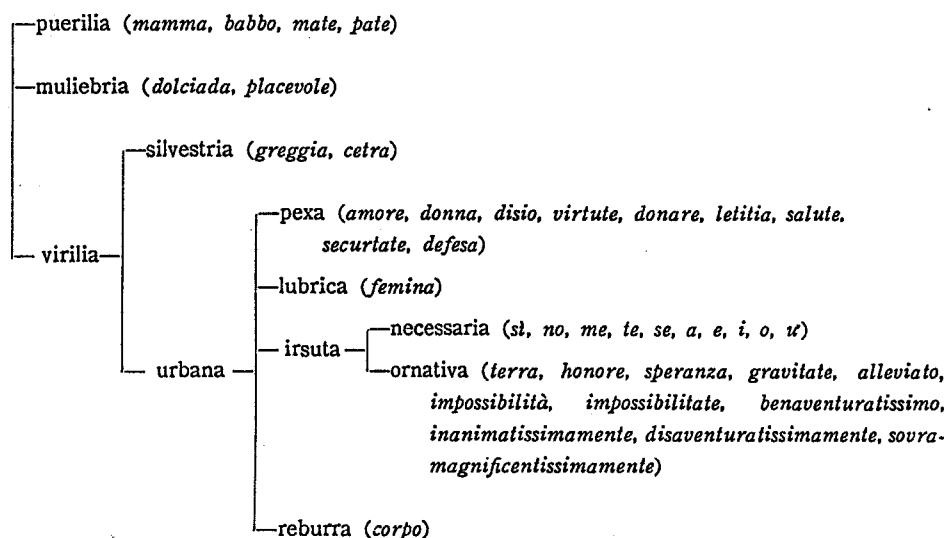 puerilia (mamma, babbo, mate, pate)
muliebria (dolciada, placevole)
silvestria (greggia, cetra)
pexa (amore, donna, disio, virtute, donare, letitia, salute.
securtate, defesa)
virilia
lubrica (femina)
necessaria (sì, no, me, te, se, a, e, i, o, u')
irsuta
urbana
ornativa (terra, honore, speranza, gravitate, alleviato,
impossibilità, impossibilitate, benaventuratissimo,
inanimatissimamente, disaventuratissimamente, sovra-
magnificentissimamente)
reburra (corpo)